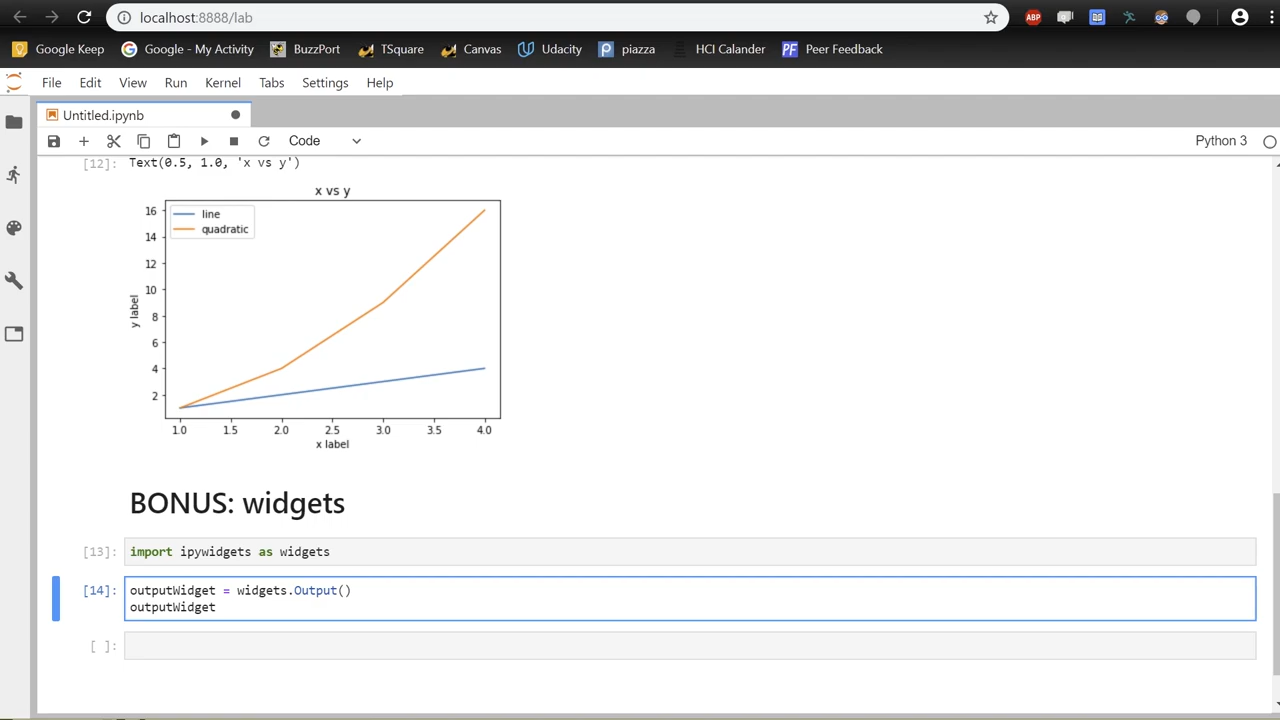 localhost:8888/lab
ABP
Google Keep Google - My Activity BuzzPort TSquare Canvas Udacity piazza HCI Calander PF Peer Feedback
File Edit View Run Kernel Tabs Settings Help
Untitled.ipynb
Code Python 3
[12]: Text(0.5, 1.0, 'x vs y')
x vs y
line
quadratic
16
14
12
10
8
6
4
2
y label
1.0 1.5 2.0 2.5 3.0 3.5 4.0
x label
BONUS: widgets
[13]: import ipywidgets as widgets
[14]: outputWidget = widgets.Output()
outputWidget
[ ]: